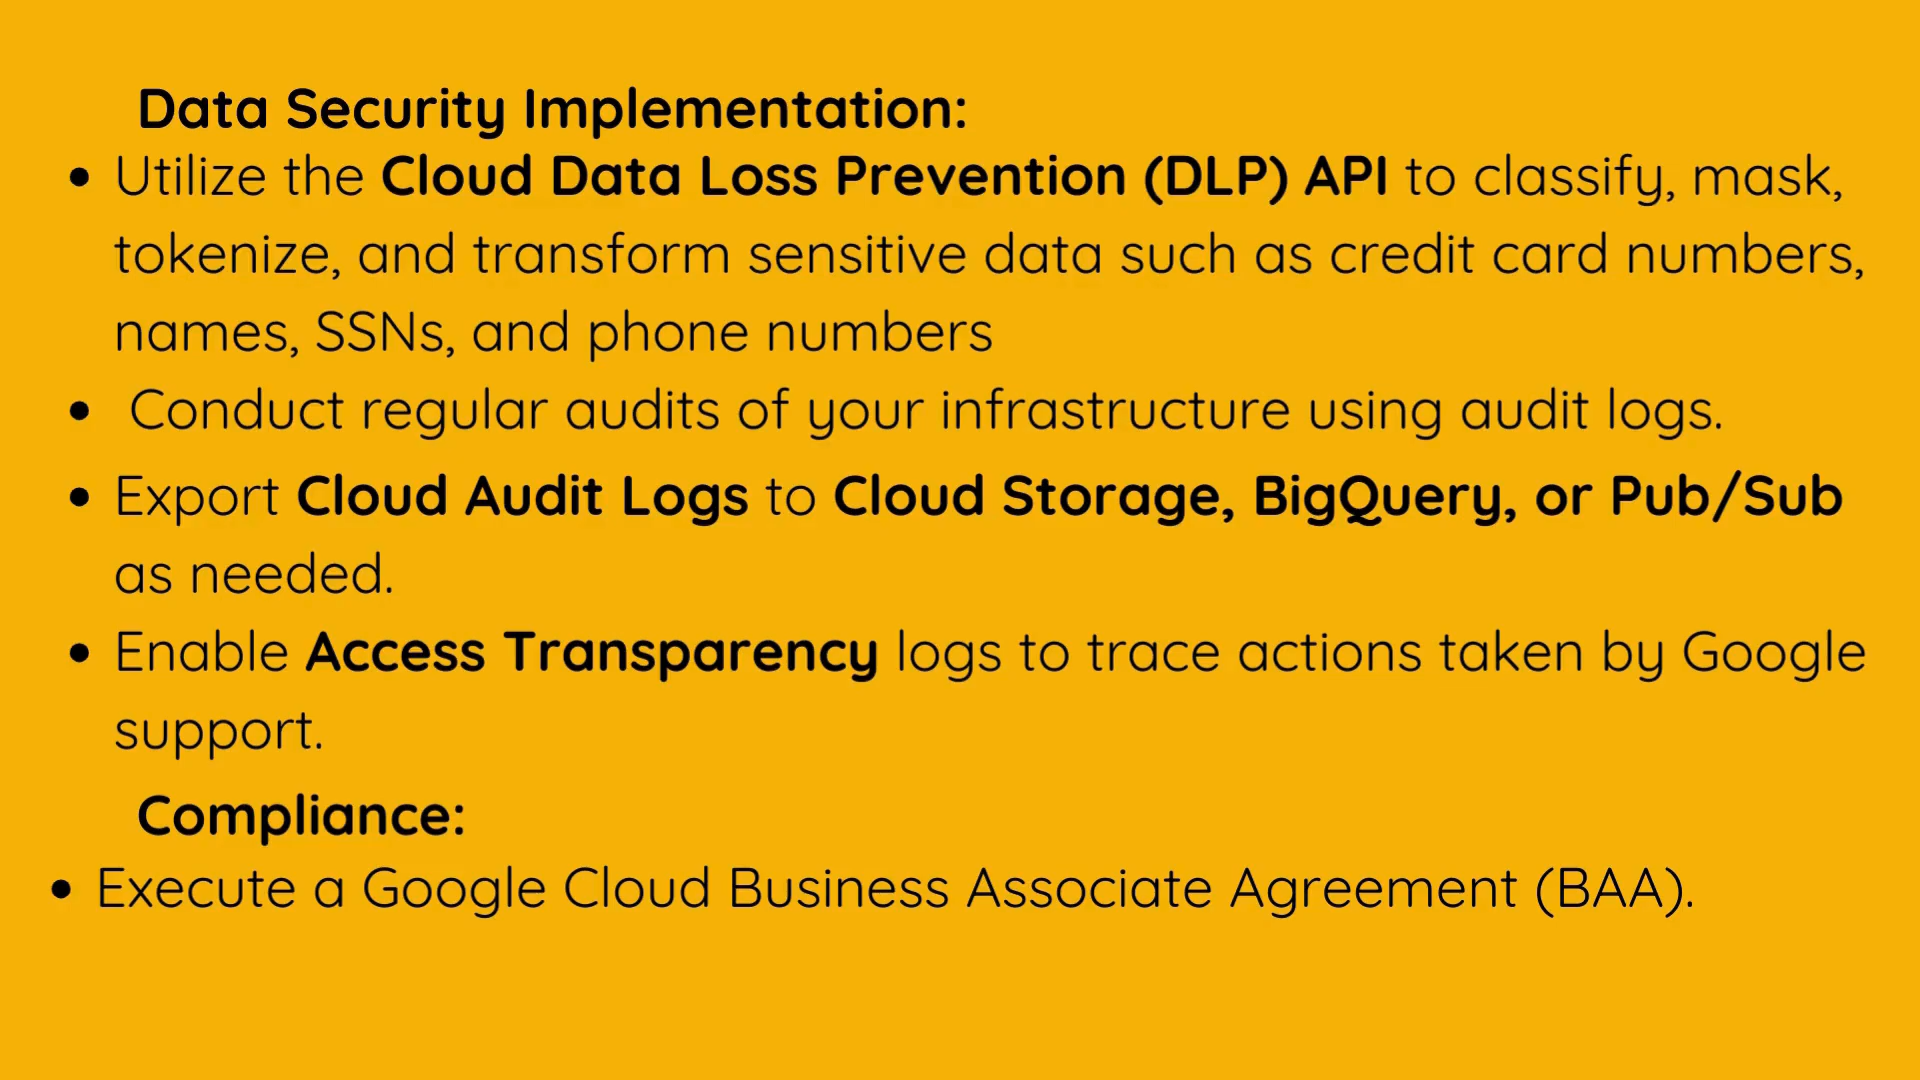 Data Security Implementation:
• Utilize the Cloud Data Loss Prevention (DLP) API to classify, mask,
tokenize, and transform sensitive data such as credit card numbers,
names, SSNs, and phone numbers
• Conduct regular audits of your infrastructure using audit logs.
• Export Cloud Audit Logs to Cloud Storage, BigQuery, or Pub/Sub
as needed.
• Enable Access Transparency logs to trace actions taken by Google
support.
Compliance:
• Execute a Google Cloud Business Associate Agreement (BAA).